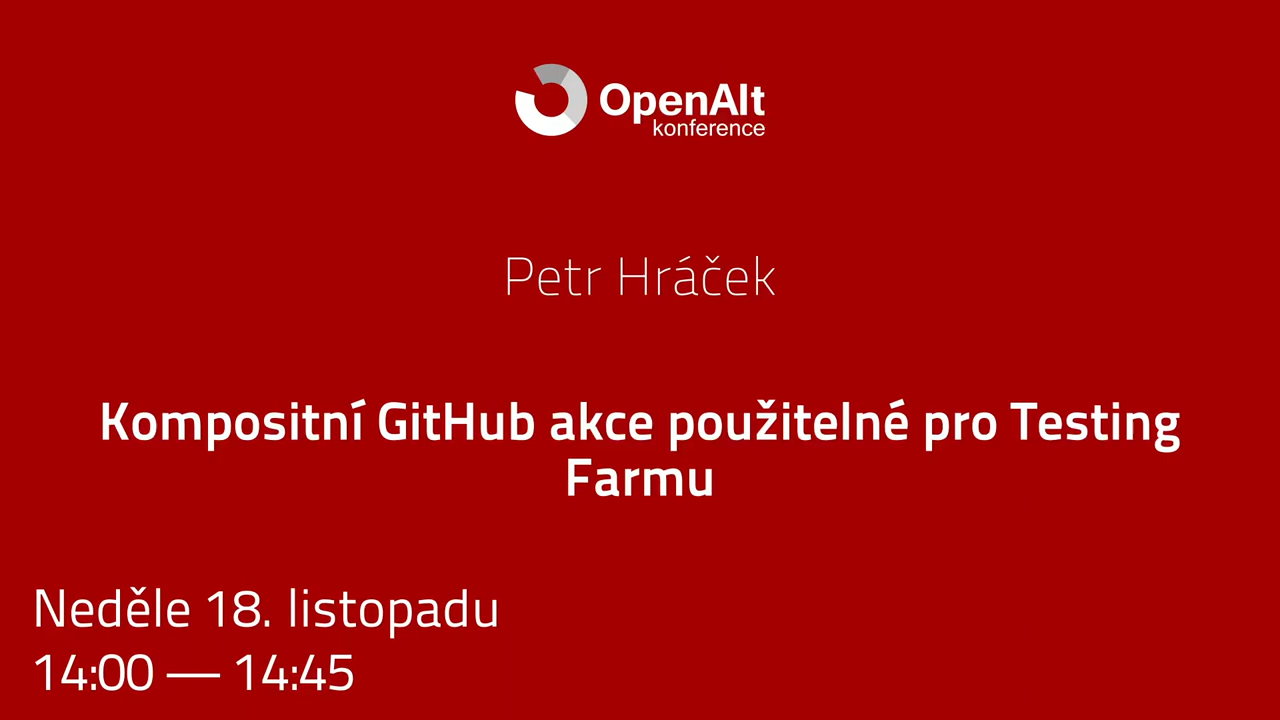 OpenAlt
konference
Petr Hráček
Kompositní GitHub akce použitelné pro Testing
Farmu
Neděle 18. listopadu
14:00 — 14:45